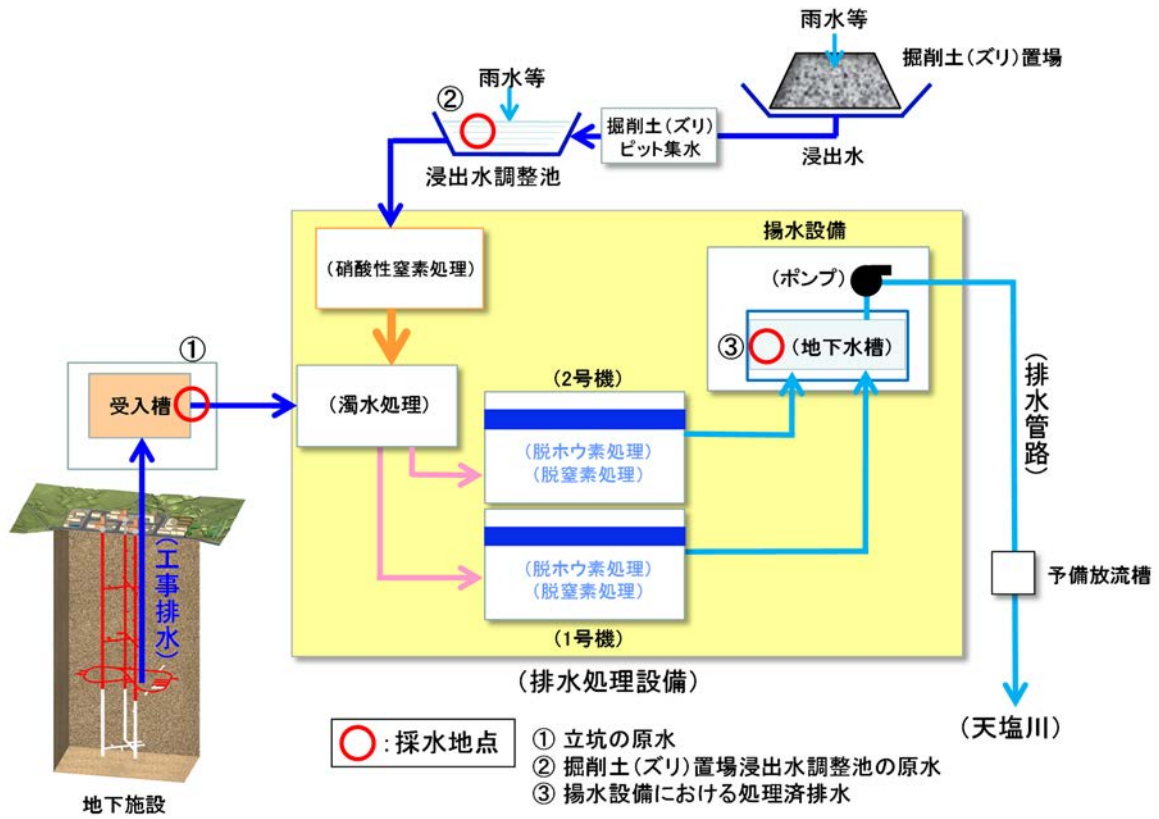 雨水等
掘削土(ズリ)置場
雨水等
②
掘削土(ズリ)
ピット集水
浸出水
浸出水調整池
揚水設備
(硝酸性窒素処理)
(ポンプ)
①
③
(地下水槽)
受入槽
(濁水処理)
(2号機)
(脱ホウ素処理)
(脱窒素処理)
(排水管路)
(工事排水)
(脱ホウ素処理)
(脱窒素処理)
予備放流槽
(1号機)
(排水処理設備)
(天塩川)
:採水地点
① 立坑の原水
② 掘削土(ズリ)置場浸出水調整池の原水
③ 揚水設備における処理済排水
地下施設